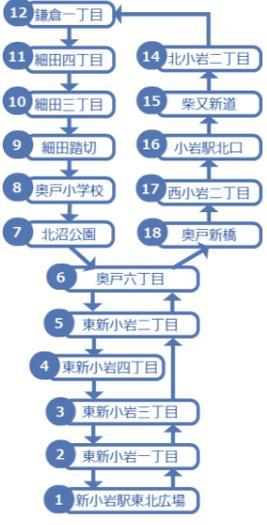 12 鎌倉一丁目
11 細田四丁目
14 北小岩二丁目
10 細田三丁目
15 柴又新道
9 細田踏切
16 小岩駅北口
8 奥戸小学校
17 西小岩二丁目
7 北沼公園
18 奥戸新橋
6 奥戸六丁目
5 東新小岩二丁目
4 東新小岩四丁目
3 東新小岩三丁目
2 東新小岩一丁目
1 新小岩駅東北広場